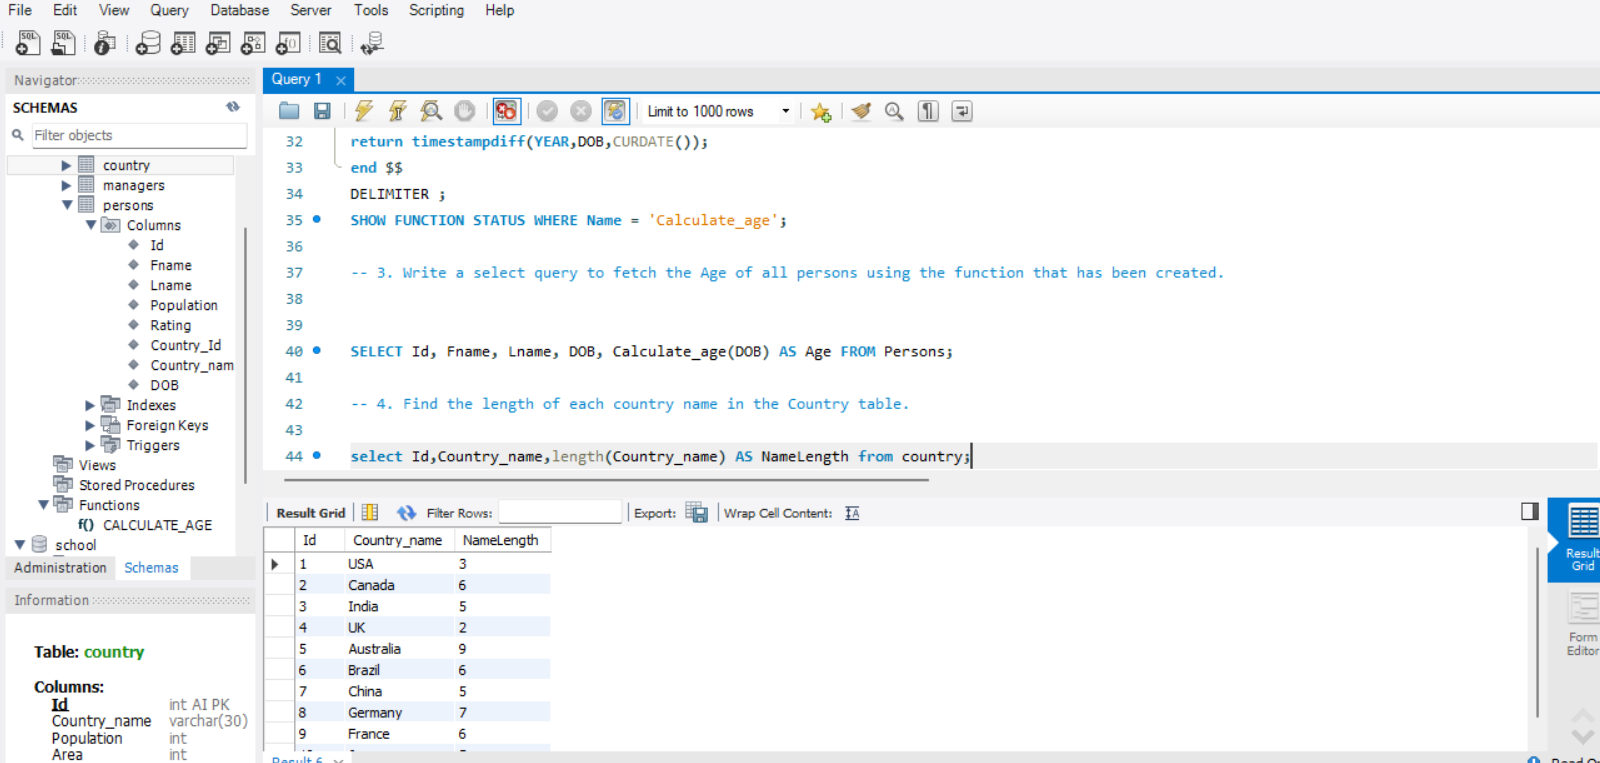 File Edit View Query Database Server Tools Scripting Help
Navigator
SCHEMAS
Filter objects
country
managers
persons
Columns
Id
Fname
Lname
Population
Rating
Country_Id
Country_nam
DOB
Indexes
Foreign Keys
Triggers
Views
Stored Procedures
Functions
f() CALCULATE_AGE
school
Administration Schemas
Information
Table: country
Columns:
Id int AI PK
Country_name varchar(30)
Population int
Area int
Query 1
Limit to 1000 rows
32 return timestampdiff(YEAR,DOB,CURDATE());
33 end $$
34 DELIMITER ;
35 SHOW FUNCTION STATUS WHERE Name = 'Calculate_age';
36
37 -- 3. Write a select query to fetch the Age of all persons using the function that has been created.
38
39
40 SELECT Id, Fname, Lname, DOB, Calculate_age(DOB) AS Age FROM Persons;
41
42 -- 4. Find the length of each country name in the Country table.
43
44 select Id,Country_name,length(Country_name) AS NameLength from country;
Result Grid Filter Rows: Export: Wrap Cell Content:
Id Country_name NameLength
1 USA 3
2 Canada 6
3 India 5
4 UK 2
5 Australia 9
6 Brazil 6
7 China 5
8 Germany 7
9 France 6
Result 6
Result
Grid
Form
Editor